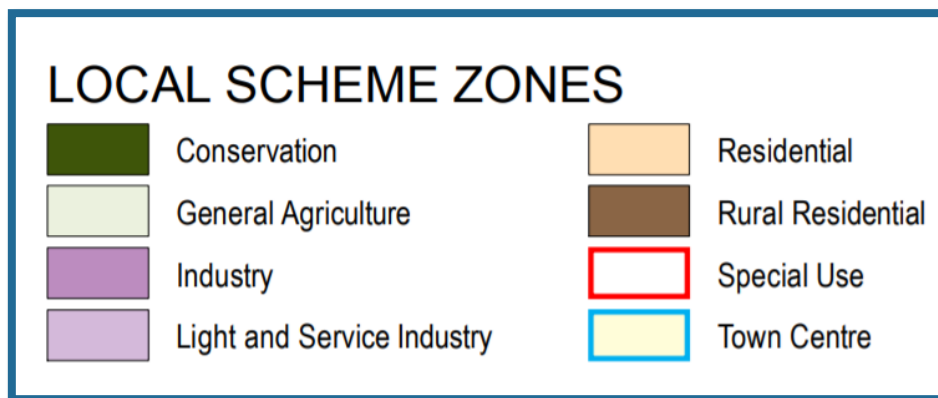 LOCAL SCHEME ZONES
Conservation
General Agriculture
Industry
Light and Service Industry
Residential
Rural Residential
Special Use
Town Centre